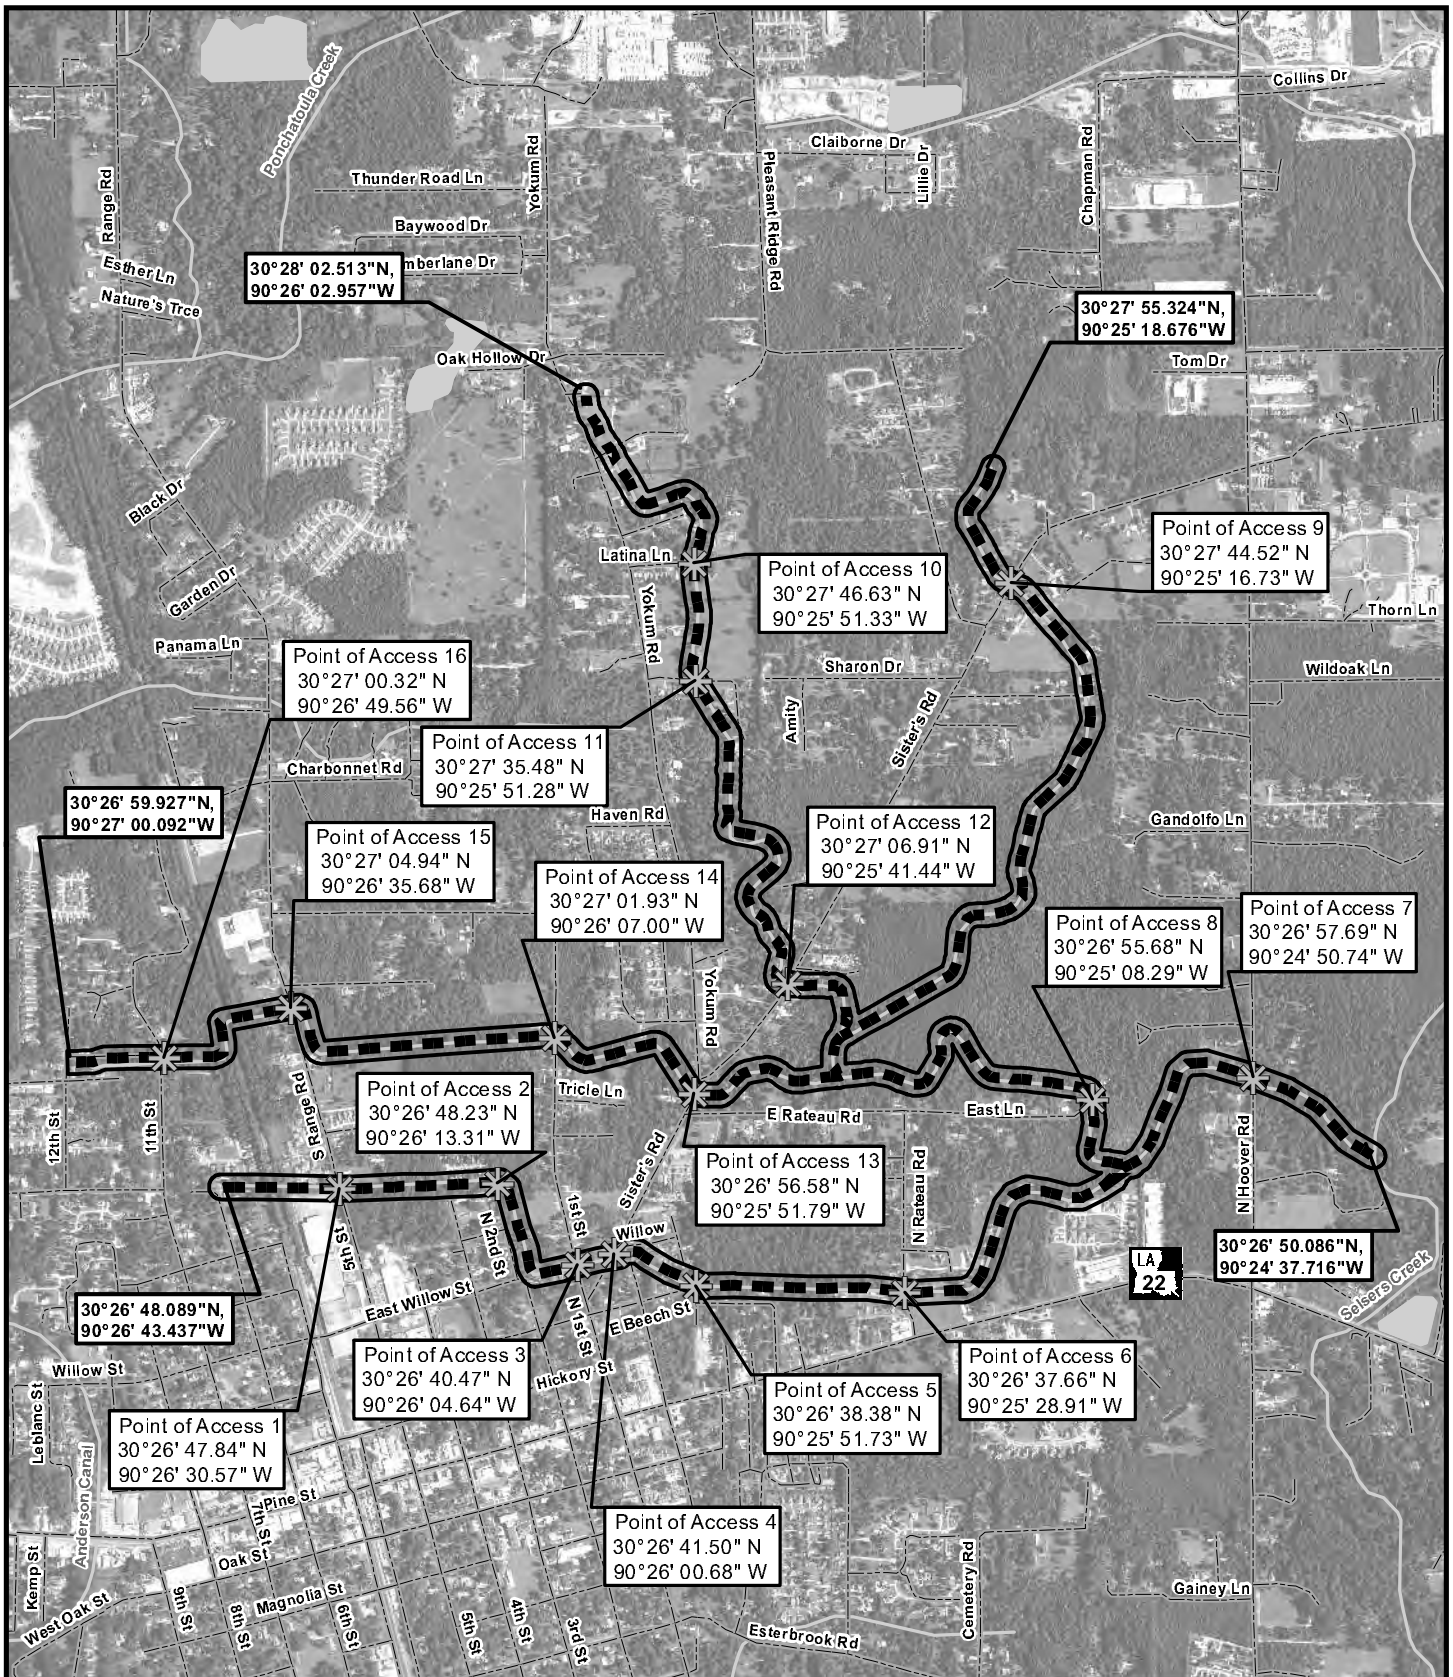 Collins Dr
Ponchatoula Creek
Claiborne Dr
Lillie Dr
Chapman Rd
Yokum Rd
Thunder Road Ln
Range Rd
Pleasant Ridge Rd
Baywood Dr
mberlane Dr
Esther Ln
Nature's Trce
30°28' 02.513"N,
90°26' 02.957"W
30°27' 55.324"N,
90°25' 18.676"W
Oak Hollow Dr
Tom Dr
Black Dr
Garden Dr
Latina Ln
Point of Access 10
30°27' 46.63" N
90°25' 51.33" W
Point of Access 9
30°27' 44.52" N
90°25' 16.73" W
Thorn Ln
Yokum Rd
Panama Ln
Point of Access 16
30°27' 00.32" N
90°26' 49.56" W
Sharon Dr
Wildoak Ln
Amity
Sister's Rd
Point of Access 11
30°27' 35.48" N
90°25' 51.28" W
Charbonnet Rd
30°26' 59.927"N,
90°27' 00.092"W
Haven Rd
Point of Access 12
30°27' 06.91" N
90°25' 41.44" W
Gandolfo Ln
Point of Access 15
30°27' 04.94" N
90°26' 35.68" W
Point of Access 14
30°27' 01.93" N
90°26' 07.00" W
Point of Access 8
30°26' 55.68" N
90°25' 08.29" W
Point of Access 7
30°26' 57.69" N
90°24' 50.74" W
Yokum Rd
12th St
11th St
S Range Rd
Point of Access 2
30°26' 48.23" N
90°26' 13.31" W
Tricle Ln
E Rateau Rd
East Ln
N Hoover Rd
Point of Access 13
30°26' 56.58" N
90°25' 51.79" W
Sister's Rd
N Rateau Rd
1st St
N 2nd St
Willow
5th St
30°26' 50.086"N,
90°24' 37.716"W
LA
22
Selsers Creek
30°26' 48.089"N,
90°26' 43.437"W
East Willow St
N 1st St
E Beech St
Point of Access 3
30°26' 40.47" N
90°26' 04.64" W
Hickory St
Point of Access 6
30°26' 37.66" N
90°25' 28.91" W
Point of Access 5
30°26' 38.38" N
90°25' 51.73" W
Willow St
Leblanc St
Point of Access 1
30°26' 47.84" N
90°26' 30.57" W
Anderson Canal
Pine St
7th St
Point of Access 4
30°26' 41.50" N
90°26' 00.68" W
Oak St
Kemp St
West Oak St
Magnolia St
9th St
8th St
6th St
5th St
4th St
3rd St
Esterbrook Rd
Cemetery Rd
Gainey Ln